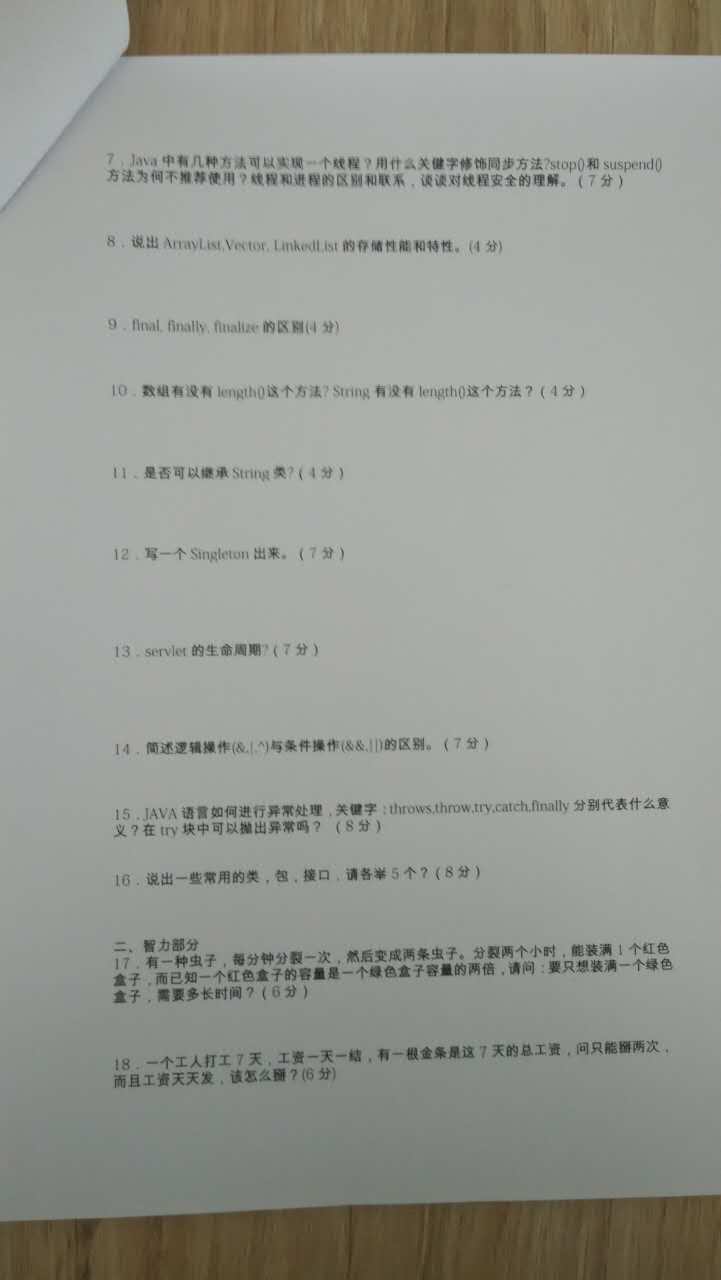 7．Java 中有几种方法可以实现一个线程？用什么关键字修饰同步方法?stop()和 suspend()
方法为何不推荐使用？线程和进程的区别和联系，谈谈对线程安全的理解。（7 分）
8．说出 ArrayList,Vector, LinkedList 的存储性能和特性。(4 分)
9．final, finally, finalize 的区别(4 分)
10．数组有没有 length()这个方法? String 有没有 length()这个方法？（4 分）
11．是否可以继承 String 类?（4 分）
12．写一个 Singleton 出来。（7 分）
13．servlet 的生命周期?（7 分）
14．简述逻辑操作(&,|,^)与条件操作(&&,||)的区别。（7 分）
15．JAVA 语言如何进行异常处理，关键字：throws,throw,try,catch,finally 分别代表什么意
义？在 try 块中可以抛出异常吗？（8 分）
16．说出一些常用的类，包，接口，请各举 5 个？（8 分）
二、智力部分
17．有一种虫子，每分钟分裂一次，然后变成两条虫子。分裂两个小时，能装满 1 个红色
盒子，而已知一个红色盒子的容量是一个绿色盒子容量的两倍，请问：要只想装满一个绿色
盒子，需要多长时间？（6 分）
18．一个工人打工 7 天，工资一天一结，有一根金条是这 7 天的总工资，问只能掰两次，
而且工资天天发，该怎么掰？(6 分)